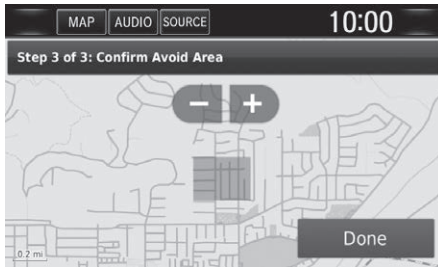 MAP AUDIO SOURCE 10:00
Step 3 of 3: Confirm Avoid Area
− +
Done
0.2 mi